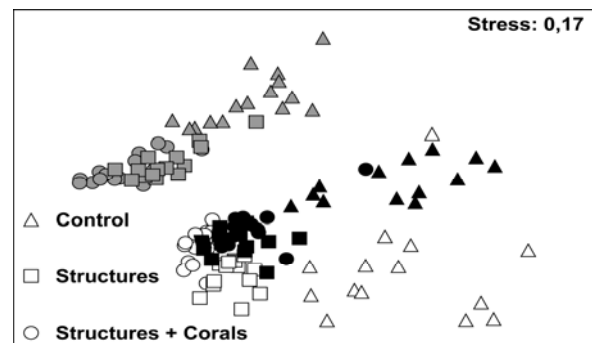 Stress: 0,17
Control
Structures
Structures + Corals